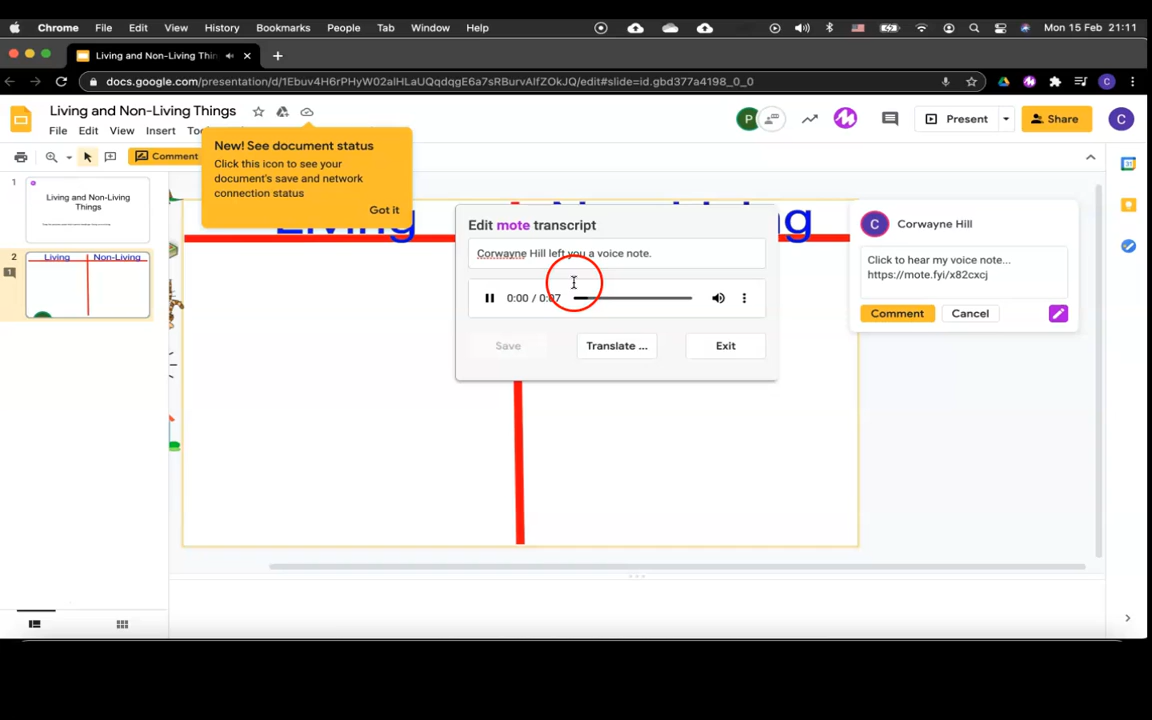 Chrome File Edit View History Bookmarks People Tab Window Help Mon 15 Feb 21:11
Living and Non-Living Thin
docs.google.com/presentation/d/1Ebuv4H6rPHyW02alHLaUQqdqgE6a7sRBurvAIfZOkJQ/edit#slide=id.gbd377a4198_0_0 C
Living and Non-Living Things
File Edit View Insert P Present Share C
New! See document status
Click this icon to see your
document's save and network
connection status
Got it
Comment
1
Living and Non-Living
Things
2
Living Non-Living
1
Living
Edit mote transcript
Corwayne Hill left you a voice note.
0:00 / 0:07
Save Translate ... Exit
C Corwayne Hill
Click to hear my voice note...
https://mote.fyi/x82cxcj
Comment Cancel